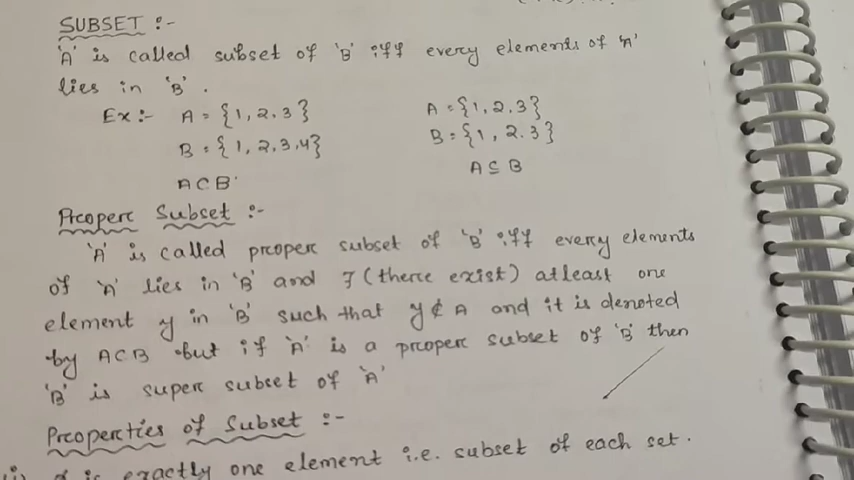 SUBSET :-
'A' is called subset of 'B' iff every elements of 'A'
lies in 'B'.
Ex:- A = {1, 2, 3}
B = {1, 2, 3, 4}
A ⊂ B
A = {1, 2, 3}
B = {1, 2, 3}
A ⊆ B
Proper Subset :-
'A' is called proper subset of 'B' iff every elements
of 'A' lies in 'B' and ∃ (there exist) atleast one
element y in 'B' such that y ∉ A and it is denoted
by A⊂B but if 'A' is a proper subset of 'B' then
'B' is super subset of 'A'
Properties of Subset :-
is exactly one element i.e. subset of each set.